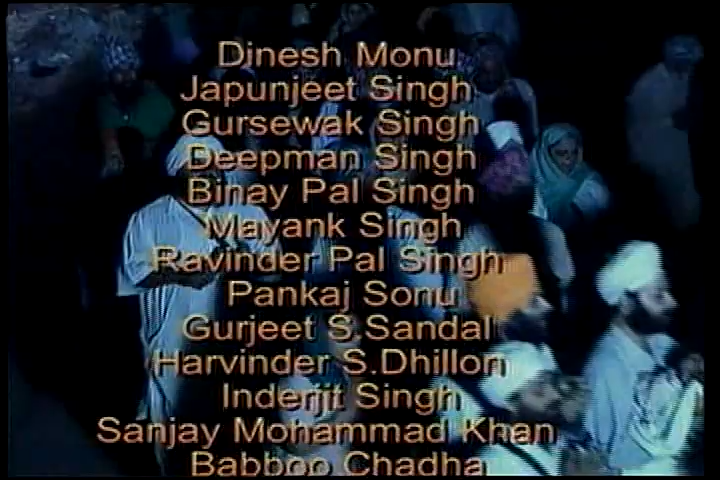 Dinesh Monu
Japunjeet Singh
Gursewak Singh
Deepman Singh
Binay Pal Singh
Mayank Singh
Ravinder Pal Singh
Pankaj Sonu
Gurjeet S.Sandal
Harvinder S.Dhillon
Inderjit Singh
Sanjay Mohammad Khan
Babboo Chadha